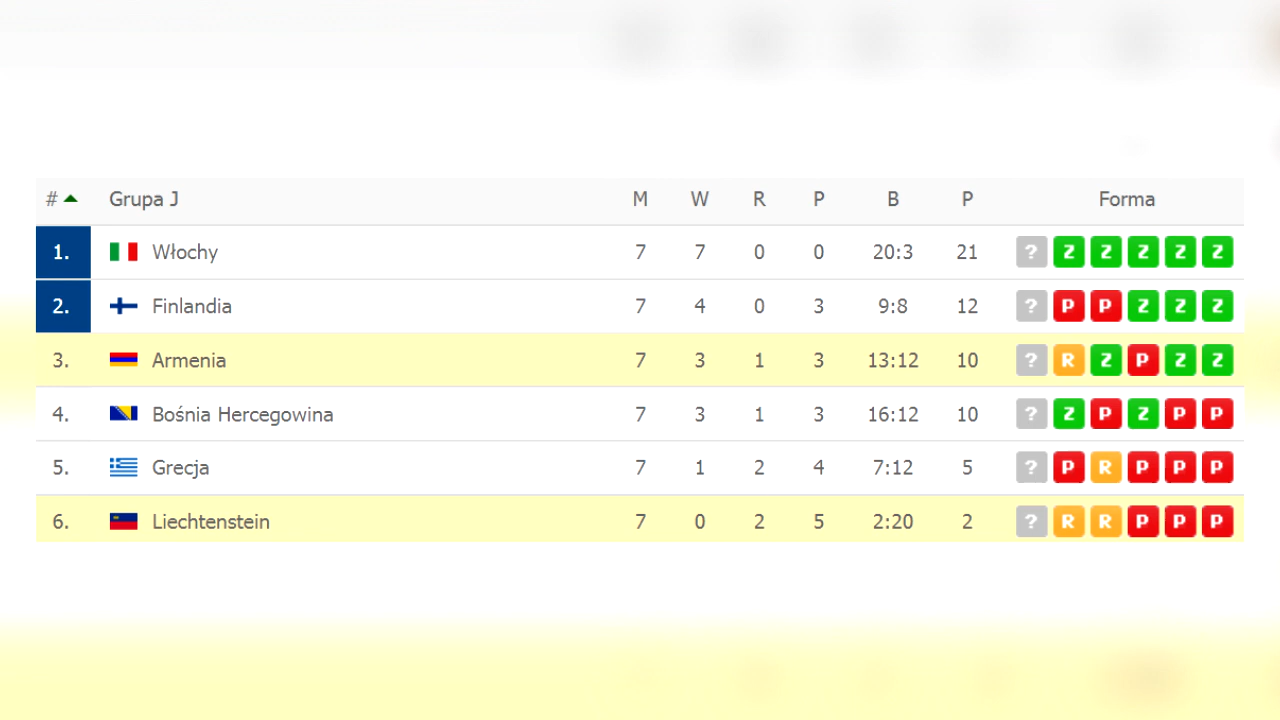 # Grupa J M W R P B P Forma
1. Włochy 7 7 0 0 20:3 21 ? Z Z Z Z Z
2. Finlandia 7 4 0 3 9:8 12 ? P P Z Z Z
3. Armenia 7 3 1 3 13:12 10 ? R Z P Z Z
4. Bośnia Hercegowina 7 3 1 3 16:12 10 ? Z P Z P P
5. Grecja 7 1 2 4 7:12 5 ? P R P P P
6. Liechtenstein 7 0 2 5 2:20 2 ? R R P P P